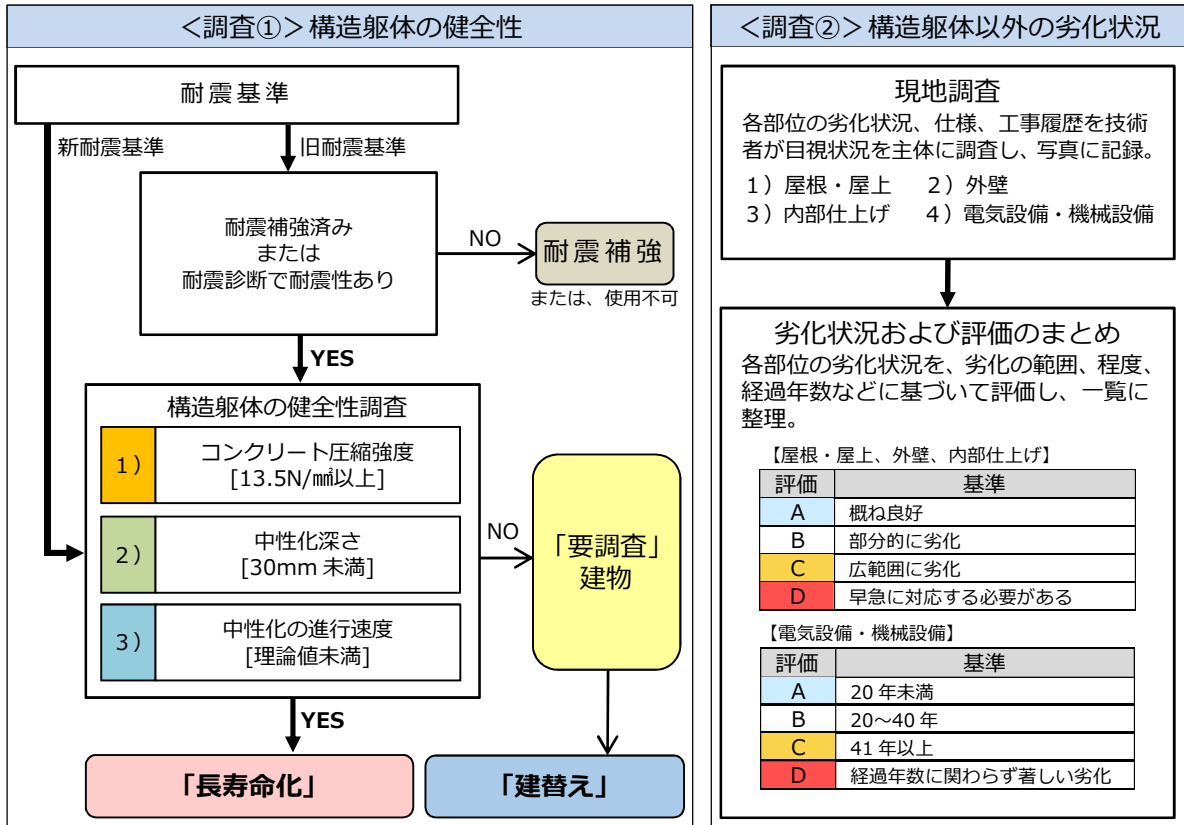 <調査①>構造躯体の健全性
耐震基準
新耐震基準
旧耐震基準
耐震補強済み
または
耐震診断で耐震性あり
NO
耐震補強
または、使用不可
YES
構造躯体の健全性調査
1）
コンクリート圧縮強度
[13.5N/㎟以上]
2）
中性化深さ
[30mm 未満]
3）
中性化の進行速度
[理論値未満]
NO
「要調査」
建物
YES
「長寿命化」
「建替え」
<調査②>構造躯体以外の劣化状況
現地調査
各部位の劣化状況、仕様、工事履歴を技術
者が目視状況を主体に調査し、写真に記録。
1）屋根・屋上 2）外壁
3）内部仕上げ 4）電気設備・機械設備
劣化状況および評価のまとめ
各部位の劣化状況を、劣化の範囲、程度、
経過年数などに基づいて評価し、一覧に
整理。
【屋根・屋上、外壁、内部仕上げ】
評価 基準
A 概ね良好
B 部分的に劣化
C 広範囲に劣化
D 早急に対応する必要がある
【電気設備・機械設備】
評価 基準
A 20 年未満
B 20～40 年
C 41 年以上
D 経過年数に関わらず著しい劣化